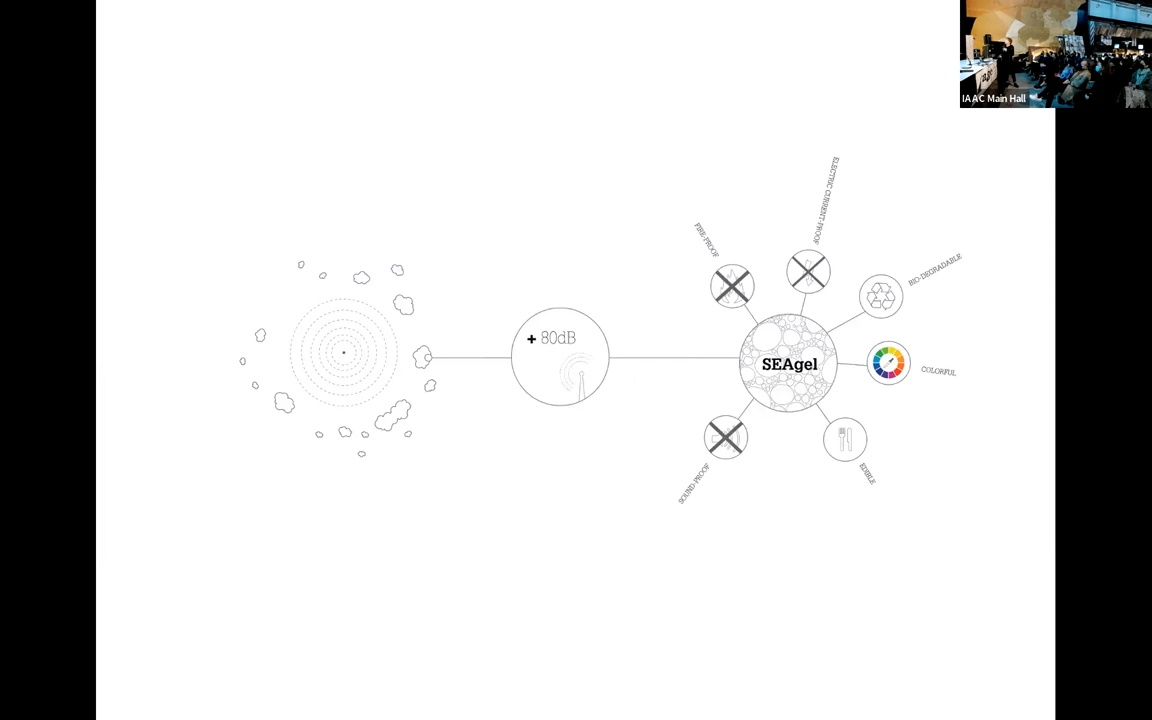 IAAC Main Hall
ELECTRIC CURRENT-PROOF
FIRE-PROOF
BIO-DEGRADABLE
+ 80dB
SEAgel
COLORFUL
SOUND-PROOF
EDIBLE